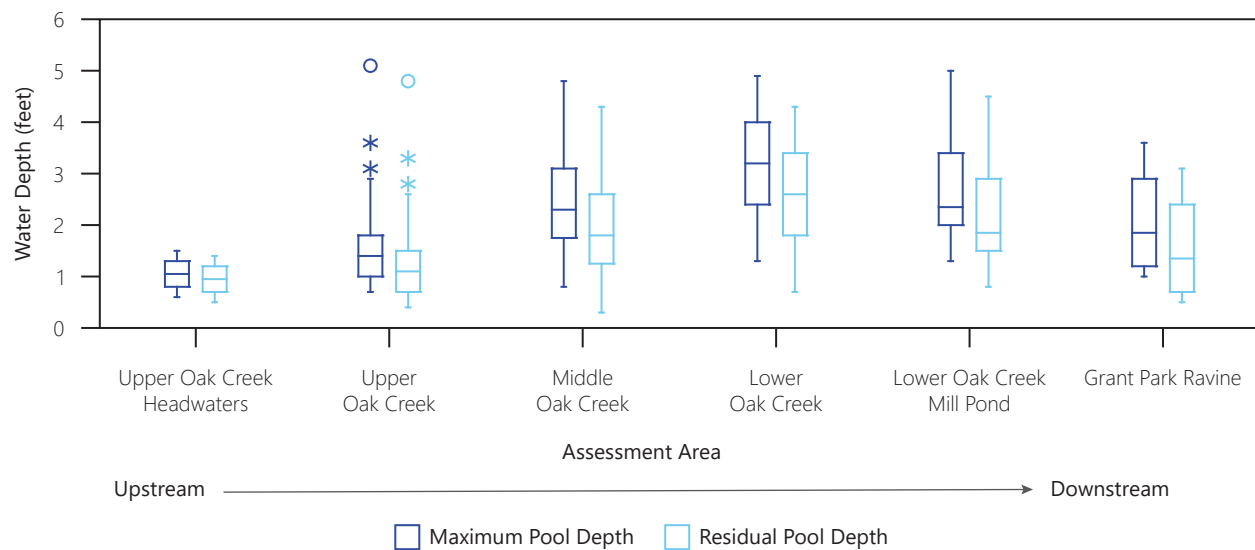 Water Depth (feet)
6
5
4
3
2
1
0
Upper Oak Creek
Headwaters
Upper
Oak Creek
Middle
Oak Creek
Lower
Oak Creek
Lower Oak Creek
Mill Pond
Grant Park Ravine
Assessment Area
Upstream
Downstream
Maximum Pool Depth
Residual Pool Depth